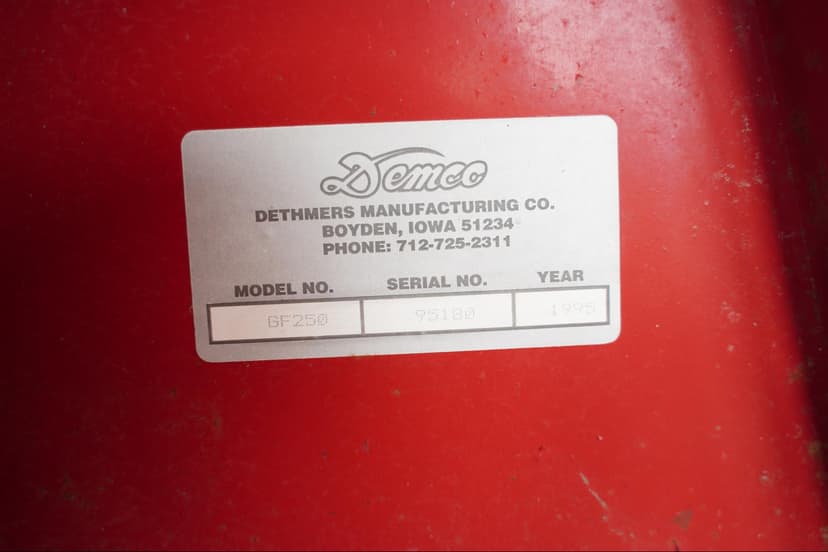 Demco
DETHMERS MANUFACTURING CO.
BOYDEN, IOWA 51234
PHONE: 712-725-2311
MODEL NO. SERIAL NO. YEAR
GF250 95180 1995